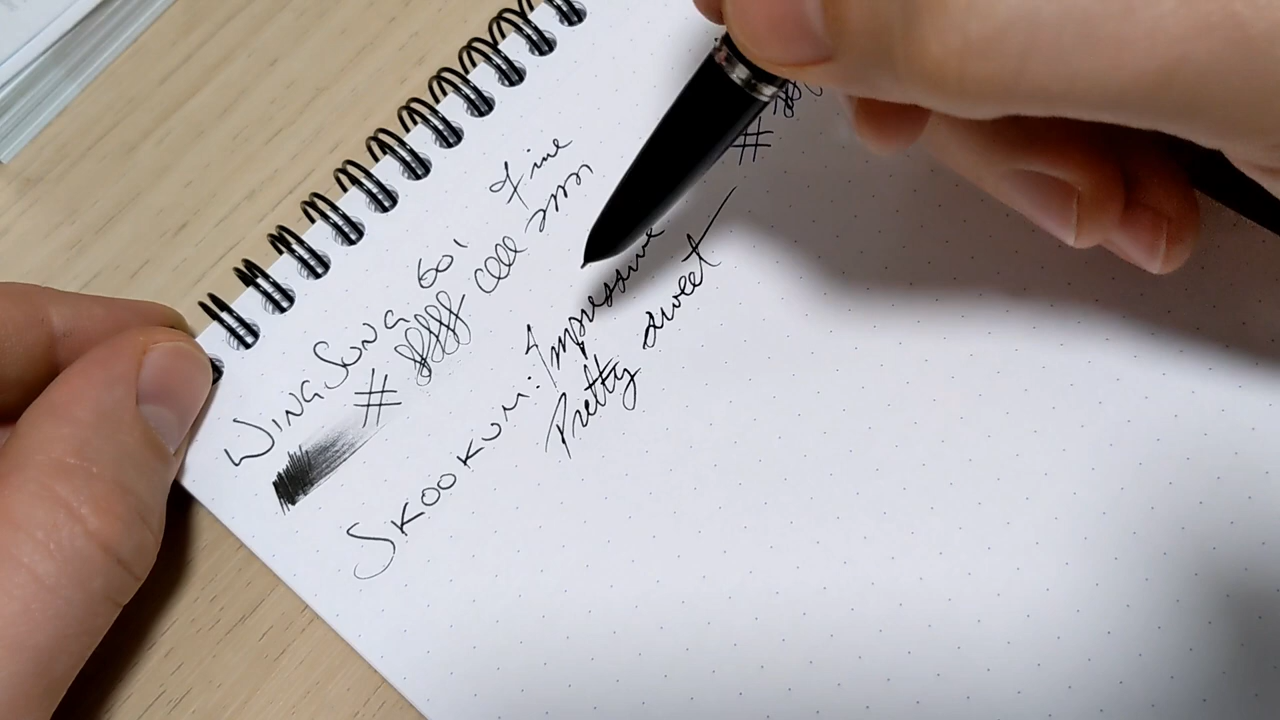 WINGSUNG 601 Fine
#
SKOOKUM: Impressive
Pretty sweet
#